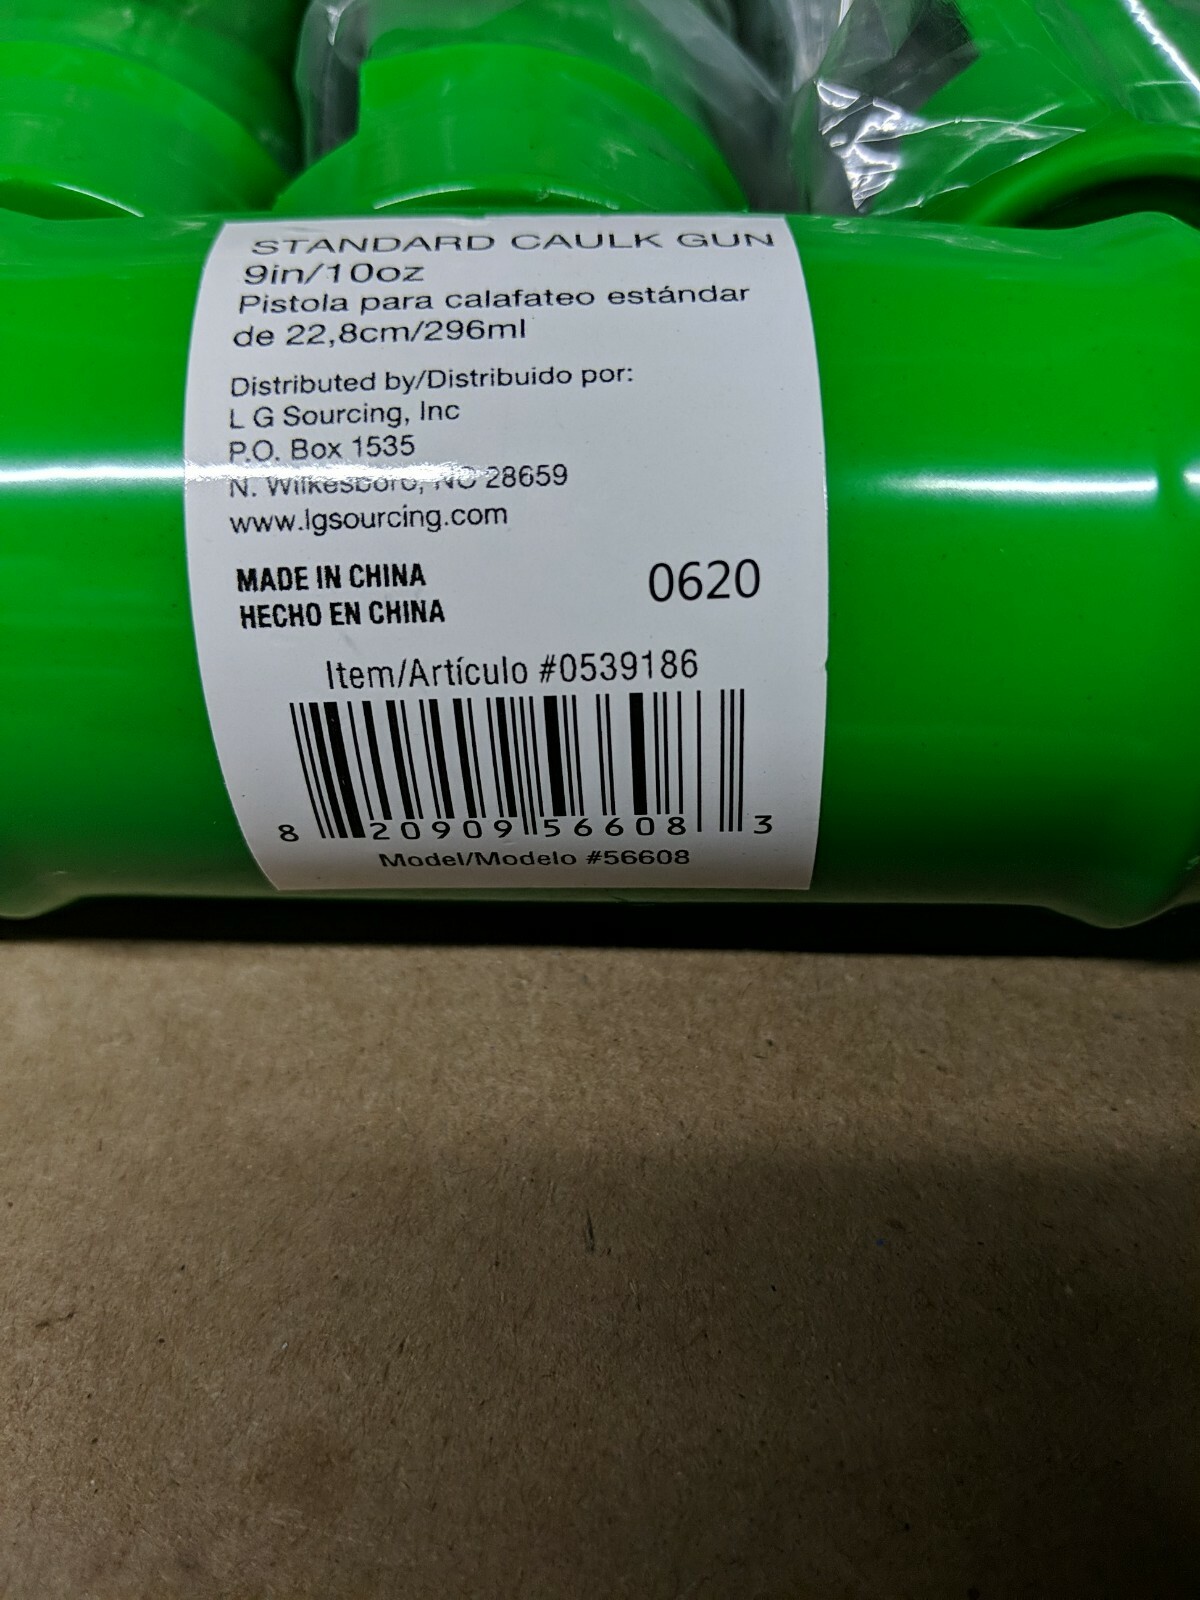 STANDARD CAULK GUN
9in/10oz
Pistola para calafateo estándar
de 22,8cm/296ml
Distributed by/Distribuido por:
L G Sourcing, Inc
P.O. Box 1535
N. Wilkesboro, NC 28659
www.lgsourcing.com
MADE IN CHINA
HECHO EN CHINA
0620
Item/Artículo #0539186
8 20909 56608 3
Model/Modelo #56608